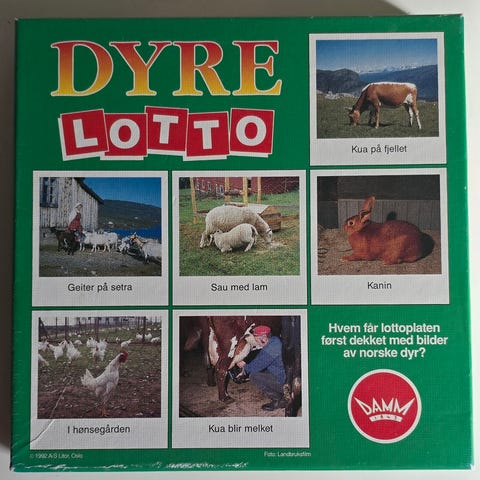 DYRE
LOTTO
Kua på fjellet
Geiter på setra
Sau med lam
Kanin
I hønsegården
Kua blir melket
Hvem får lottoplaten
først dekket med bilder
av norske dyr?
DAMM
1843
© 1992 A/S Litor, Oslo
Foto: Landbruksfilm